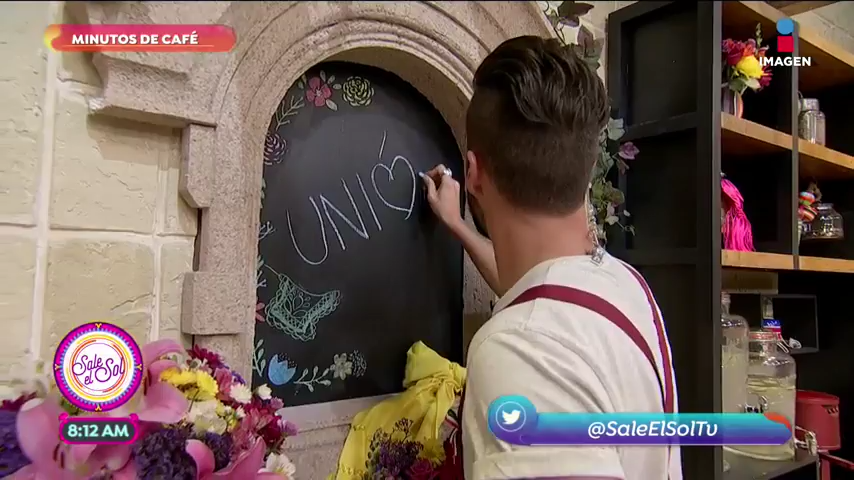 MINUTOS DE CAFÉ
IMAGEN
UNIÓ
Sale
el
Sol
8:12 AM
@SaleElSolTu